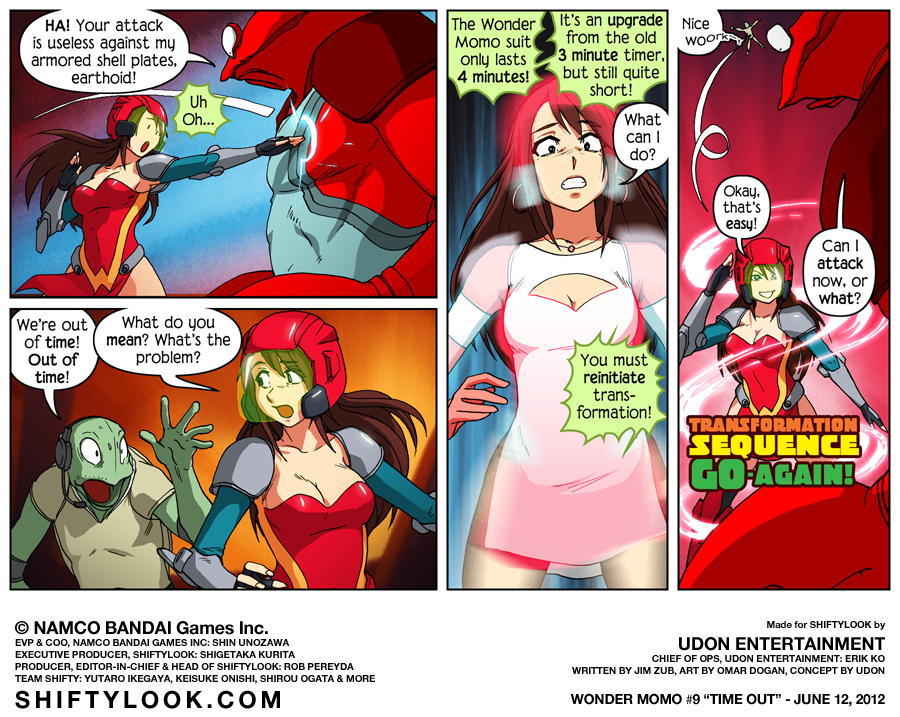 HA! Your attack
is useless against my
armored shell plates,
earthoid!
Uh
Oh...
We're out
of time!
Out of
time!
What do you
mean? What's the
problem?
The Wonder
Momo suit
only lasts
4 minutes!
It's an upgrade
from the old
3 minute timer,
but still quite
short!
What
can I
do?
You must
reinitiate
trans-
formation!
Nice
woork~
Okay,
that's
easy!
Can I
attack
now, or
what?
TRANSFORMATION
SEQUENCE
GO-AGAIN!
© NAMCO BANDAI Games Inc.
EVP & COO, NAMCO BANDAI GAMES INC: SHIN UNOZAWA
EXECUTIVE PRODUCER, SHIFTYLOOK: SHIGETAKA KURITA
PRODUCER, EDITOR-IN-CHIEF & HEAD OF SHIFTYLOOK: ROB PEREYDA
TEAM SHIFTY: YUTARO IKEGAYA, KEISUKE ONISHI, SHIROU OGATA & MORE
SHIFTYLOOK.COM
Made for SHIFTYLOOK by
UDON ENTERTAINMENT
CHIEF OF OPS, UDON ENTERTAINMENT: ERIK KO
WRITTEN BY JIM ZUB, ART BY OMAR DOGAN, CONCEPT BY UDON
WONDER MOMO #9 “TIME OUT” - JUNE 12, 2012